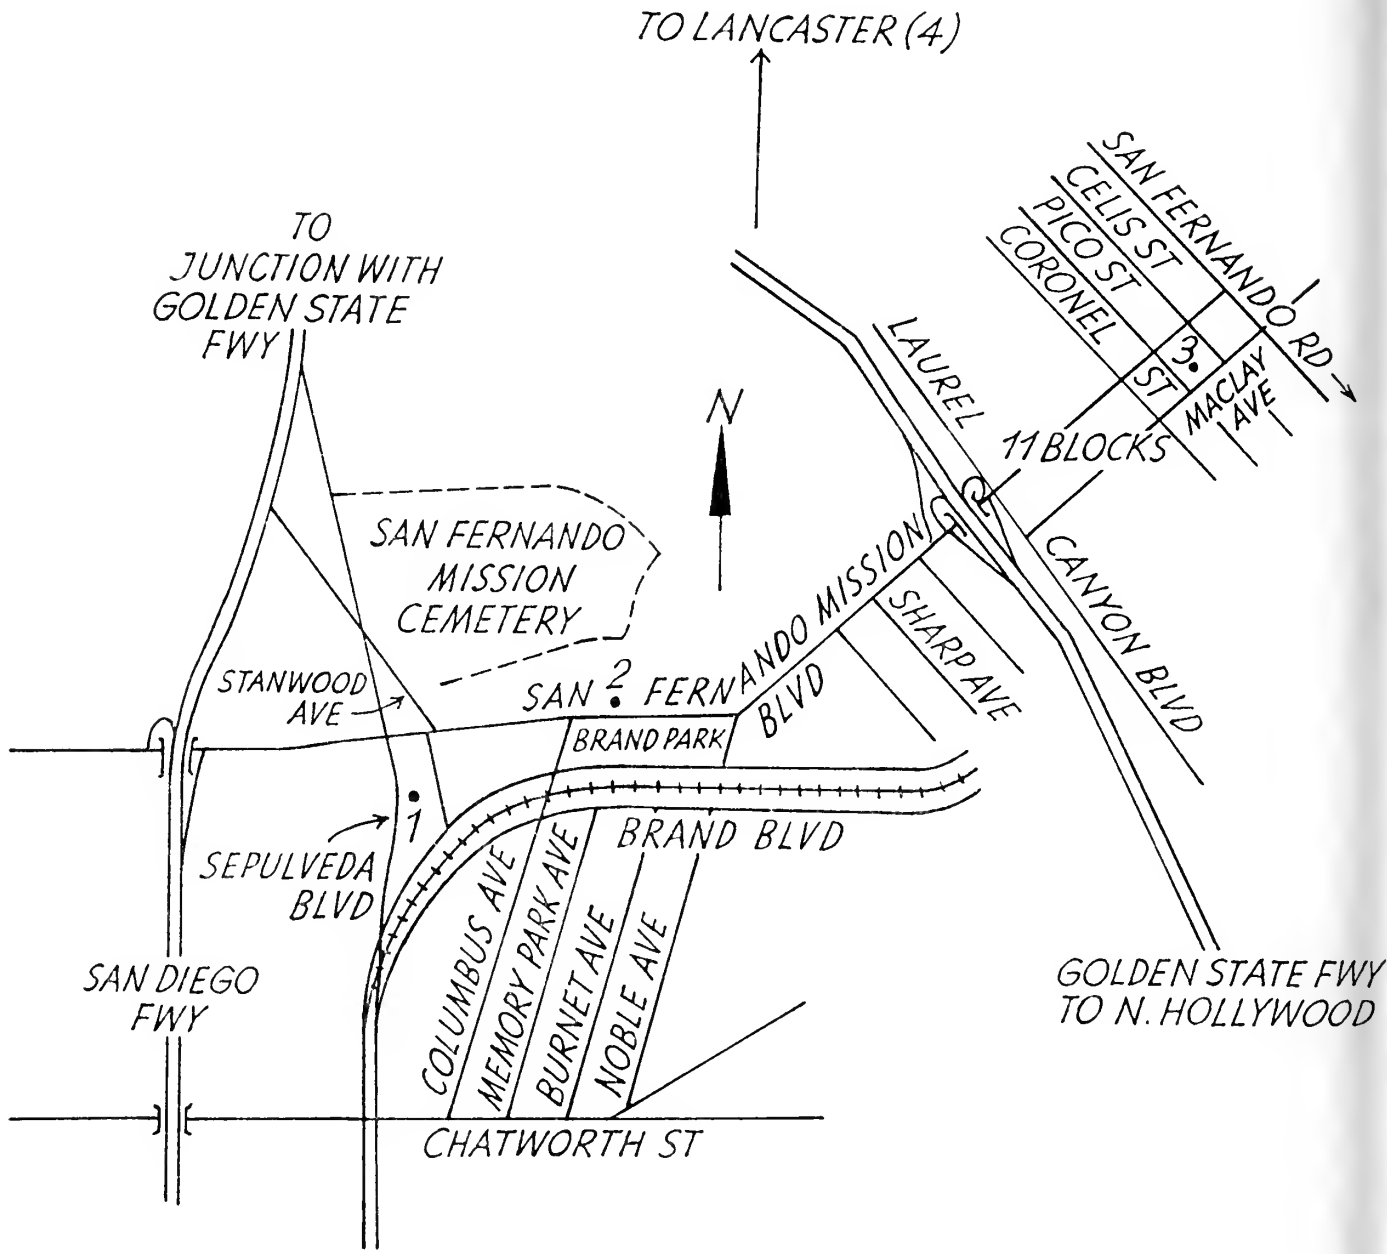 TO LANCASTER (4)
SAN FERNANDO RD
CELIS ST
PICO ST
CORONEL ST
TO
JUNCTION WITH
GOLDEN STATE
FWY
LAUREL CANYON BLVD
3
MACLAY
AVE
N
11 BLOCKS
SAN FERNANDO
MISSION
CEMETERY
STANWOOD
AVE
2
SAN FERNANDO MISSION
BLVD
SHARP AVE
BRAND PARK
1
SEPULVEDA
BLVD
BRAND BLVD
COLUMBUS AVE
MEMORY PARK AVE
BURNET AVE
NOBLE AVE
SAN DIEGO
FWY
GOLDEN STATE FWY
TO N. HOLLYWOOD
CHATWORTH ST